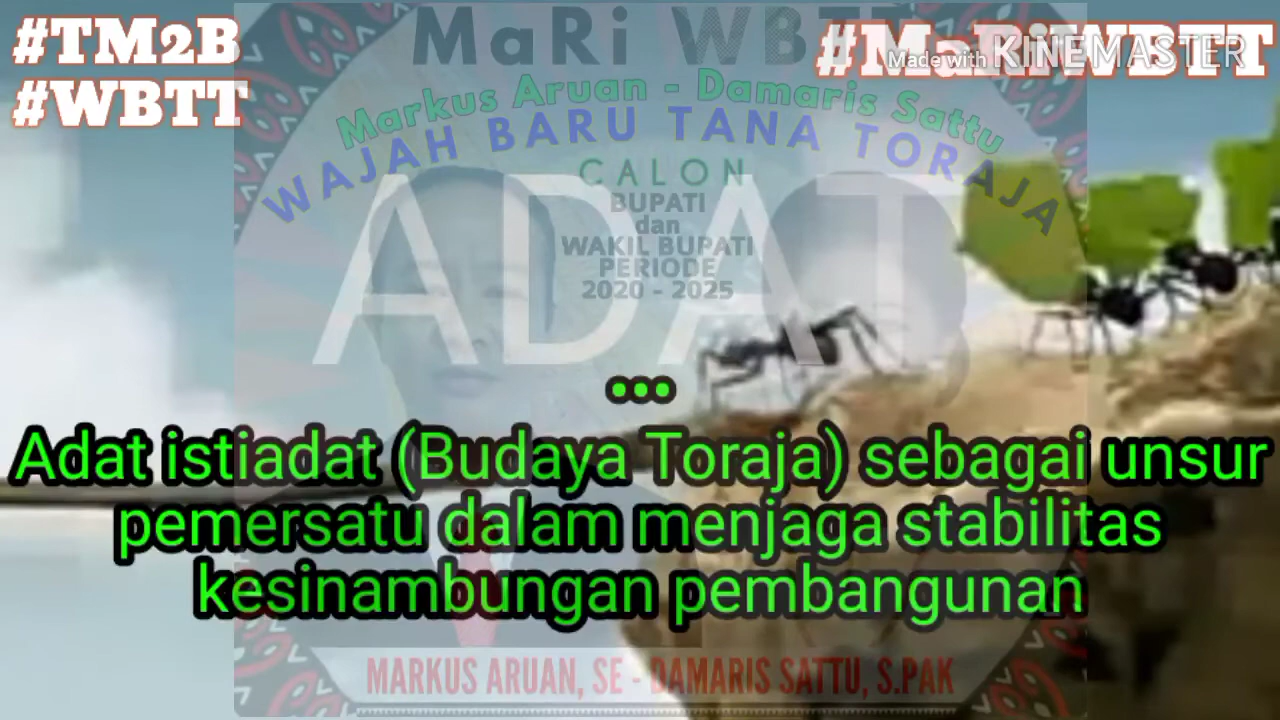 #TM2B
#WBTT
#MaRiWBTT
Made with KINEMASTER
MaRi WBTT
Markus Aruan - Damaris Sattu
WAJAH BARU TANA TORAJA
CALON
BUPATI
dan
WAKIL BUPATI
PERIODE
2020 - 2025
ADAT
...
Adat istiadat (Budaya Toraja) sebagai unsur
pemersatu dalam menjaga stabilitas
kesinambungan pembangunan
MARKUS ARUAN, SE - DAMARIS SATTU, S.PAK